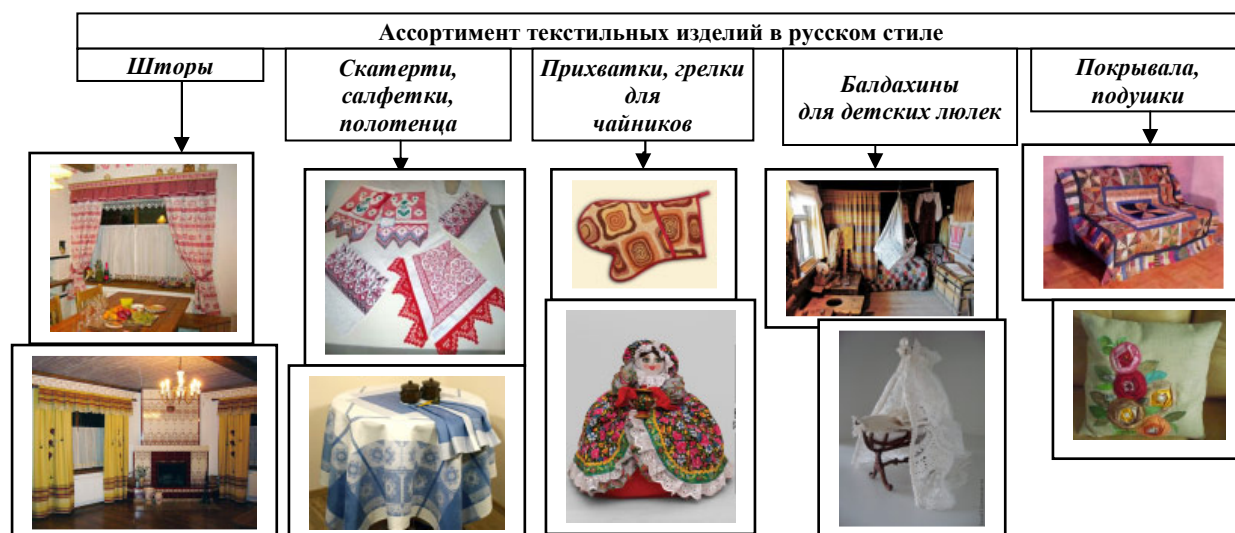 Ассортимент текстильных изделий в русском стиле
Шторы
Скатерти,
салфетки,
полотенца
Прихватки, грелки
для
чайников
Балдахины
для детских люлек
Покрывала,
подушки